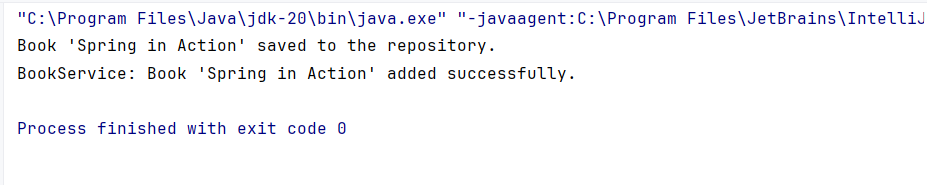 "C:\Program Files\Java\jdk-20\bin\java.exe" "-javaagent:C:\Program Files\JetBrains\IntelliJ
Book 'Spring in Action' saved to the repository.
BookService: Book 'Spring in Action' added successfully.
Process finished with exit code 0